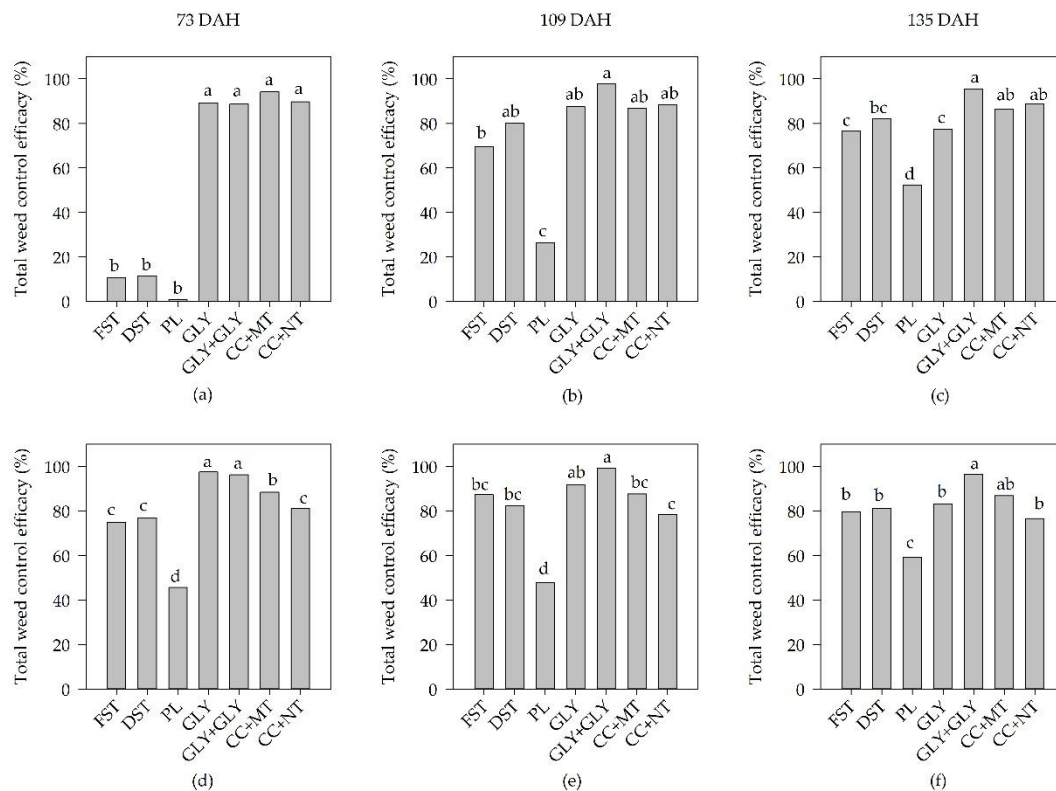 73 DAH
109 DAH
135 DAH
Total weed control efficacy (%)
100
80
60
40
20
0
b
b
b
a
a
a
a
FST
DST
PL
GLY
GLY+GLY
CC+MT
CC+NT
(a)
Total weed control efficacy (%)
100
80
60
40
20
0
b
ab
c
ab
a
ab
ab
FST
DST
PL
GLY
GLY+GLY
CC+MT
CC+NT
(b)
Total weed control efficacy (%)
100
80
60
40
20
0
c
bc
d
c
a
ab
ab
FST
DST
PL
GLY
GLY+GLY
CC+MT
CC+NT
(c)
Total weed control efficacy (%)
100
80
60
40
20
0
c
c
d
a
a
b
c
FST
DST
PL
GLY
GLY+GLY
CC+MT
CC+NT
(d)
Total weed control efficacy (%)
100
80
60
40
20
0
bc
bc
d
ab
a
bc
c
FST
DST
PL
GLY
GLY+GLY
CC+MT
CC+NT
(e)
Total weed control efficacy (%)
100
80
60
40
20
0
b
b
c
b
a
ab
b
FST
DST
PL
GLY
GLY+GLY
CC+MT
CC+NT
(f)